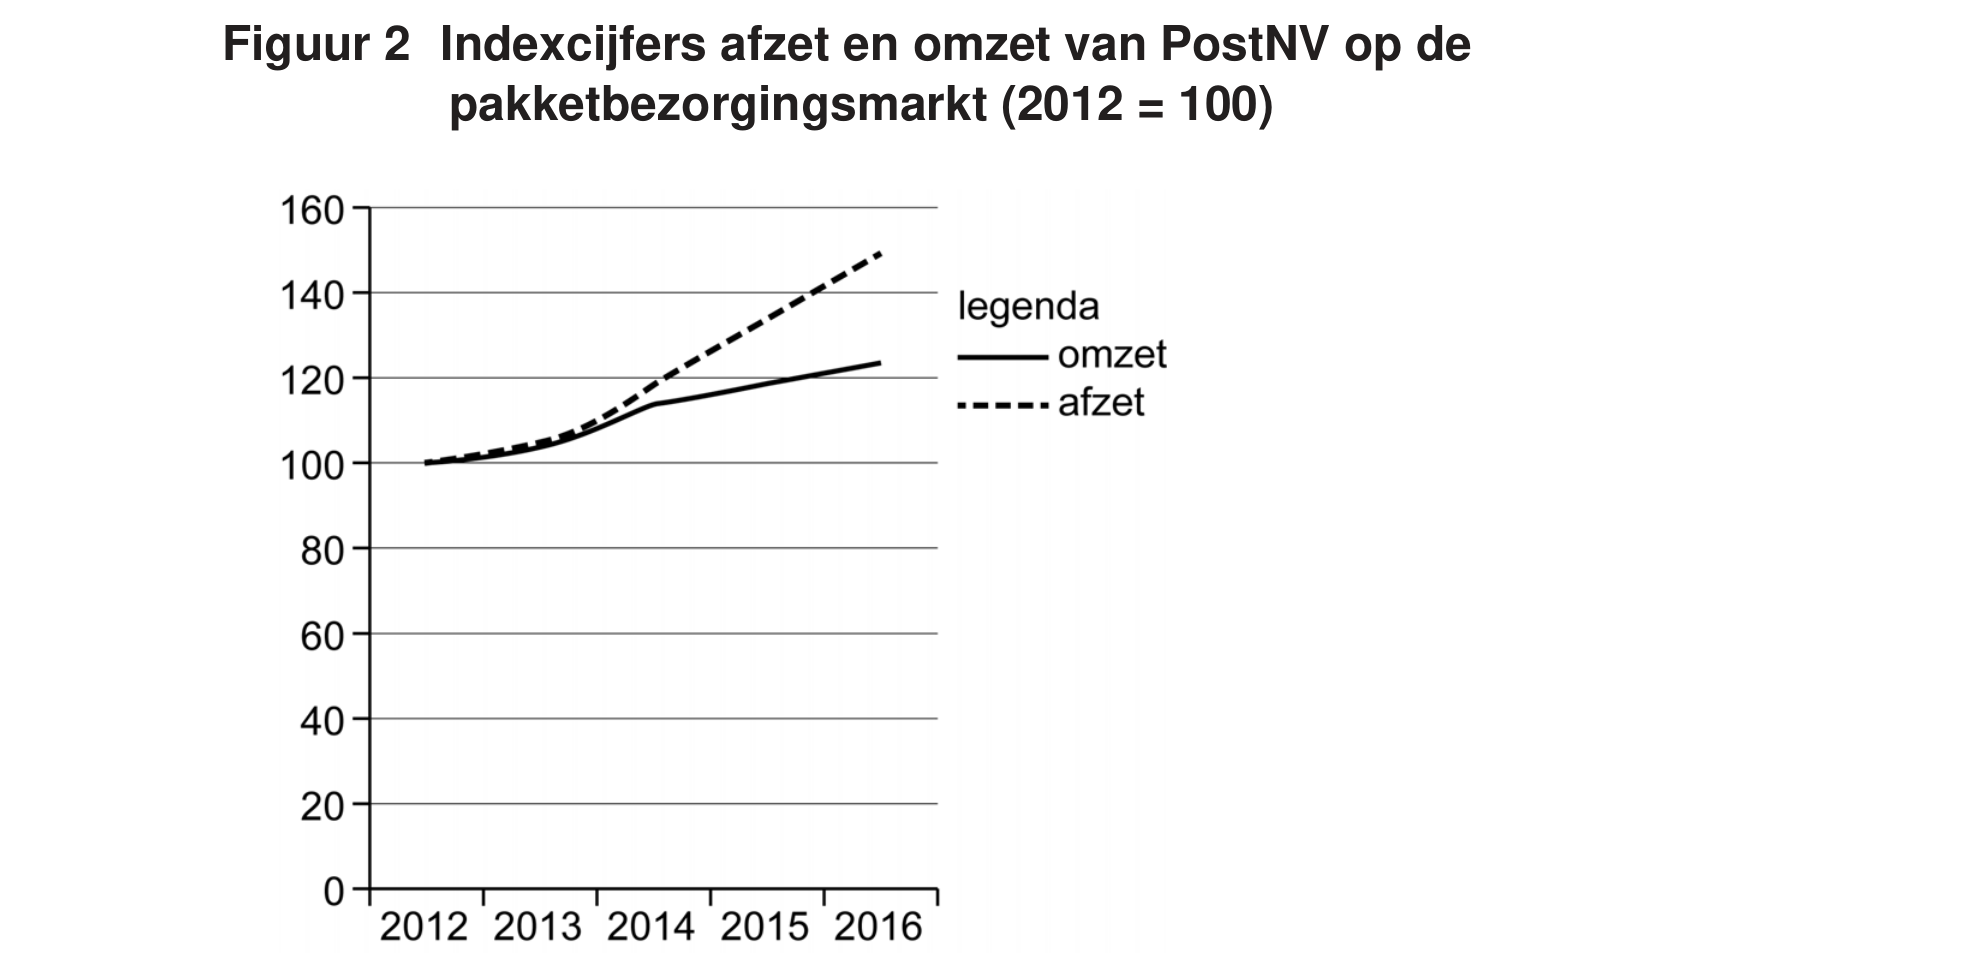 Figuur 2 Indexcijfers afzet en omzet van PostNV op de
pakketbezorgingsmarkt (2012 = 100)
160
140
120
100
80
60
40
20
0
2012 2013 2014 2015 2016
legenda
omzet
afzet